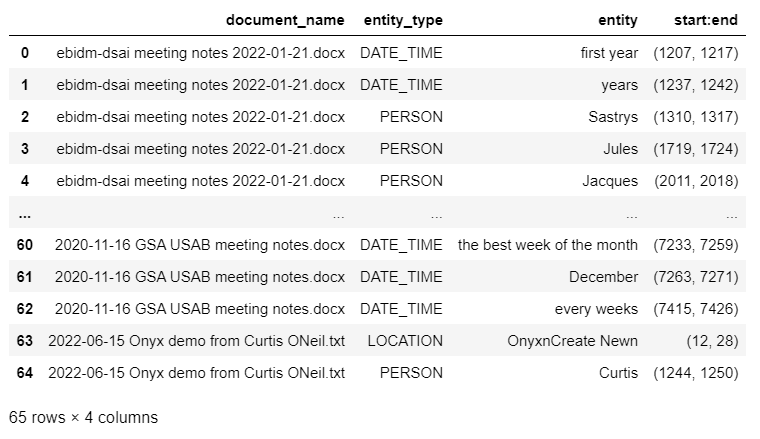 document_name entity_type entity start:end
0 ebidm-dsai meeting notes 2022-01-21.docx DATE_TIME first year (1207, 1217)
1 ebidm-dsai meeting notes 2022-01-21.docx DATE_TIME years (1237, 1242)
2 ebidm-dsai meeting notes 2022-01-21.docx PERSON Sastrys (1310, 1317)
3 ebidm-dsai meeting notes 2022-01-21.docx PERSON Jules (1719, 1724)
4 ebidm-dsai meeting notes 2022-01-21.docx PERSON Jacques (2011, 2018)
... ... ... ... ...
60 2020-11-16 GSA USAB meeting notes.docx DATE_TIME the best week of the month (7233, 7259)
61 2020-11-16 GSA USAB meeting notes.docx DATE_TIME December (7263, 7271)
62 2020-11-16 GSA USAB meeting notes.docx DATE_TIME every weeks (7415, 7426)
63 2022-06-15 Onyx demo from Curtis ONeil.txt LOCATION OnyxnCreate Newn (12, 28)
64 2022-06-15 Onyx demo from Curtis ONeil.txt PERSON Curtis (1244, 1250)
65 rows × 4 columns